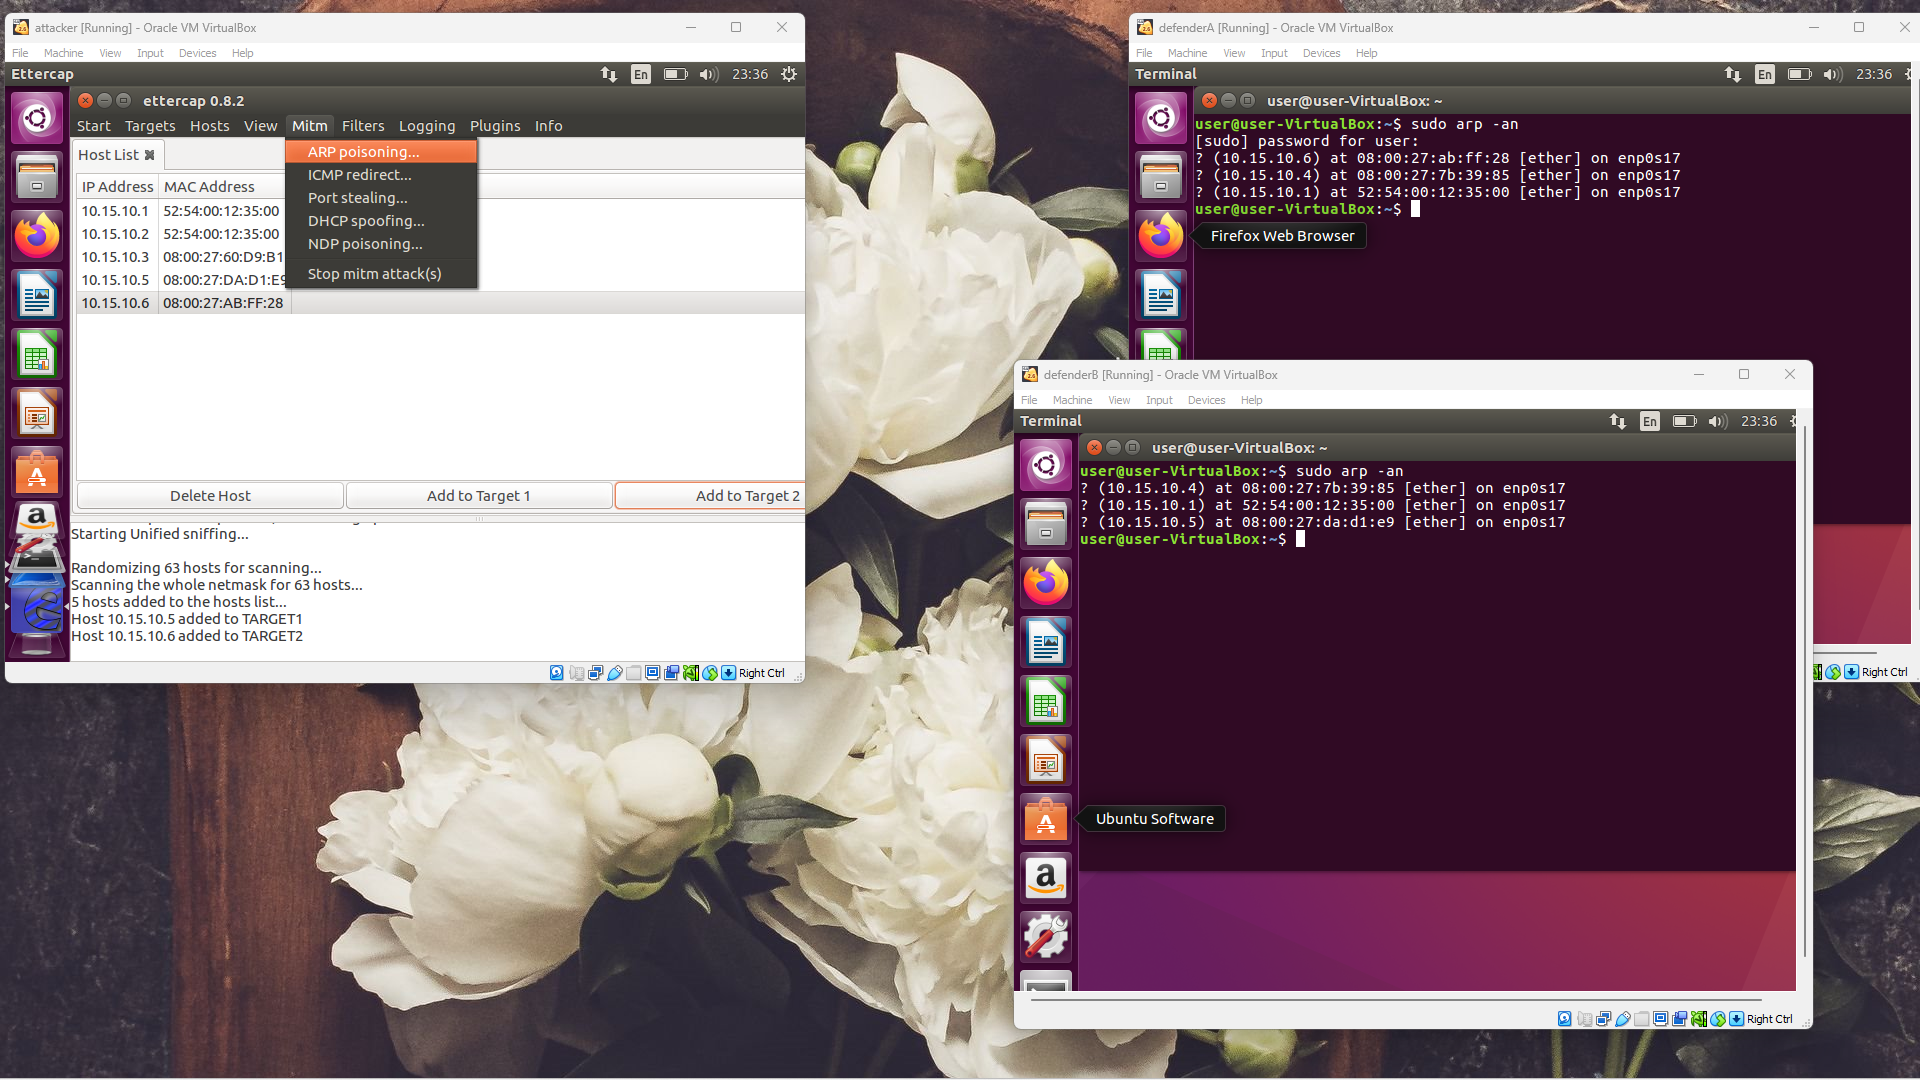 attacker [Running] - Oracle VM VirtualBox
File Machine View Input Devices Help
Ettercap
En
23:36
ettercap 0.8.2
Start Targets Hosts View Mitm Filters Logging Plugins Info
Host List
ARP poisoning...
ICMP redirect...
Port stealing...
DHCP spoofing...
NDP poisoning...
Stop mitm attack(s)
IP Address MAC Address
10.15.10.1 52:54:00:12:35:00
10.15.10.2 52:54:00:12:35:00
10.15.10.3 08:00:27:60:D9:B1
10.15.10.5 08:00:27:DA:D1:E9
10.15.10.6 08:00:27:AB:FF:28
Delete Host Add to Target 1 Add to Target 2
Starting Unified sniffing...
Randomizing 63 hosts for scanning...
Scanning the whole netmask for 63 hosts...
5 hosts added to the hosts list...
Host 10.15.10.5 added to TARGET1
Host 10.15.10.6 added to TARGET2
Right Ctrl
defenderA [Running] - Oracle VM VirtualBox
File Machine View Input Devices Help
Terminal
En
23:36
user@user-VirtualBox: ~
user@user-VirtualBox:~$ sudo arp -an
[sudo] password for user:
? (10.15.10.6) at 08:00:27:ab:ff:28 [ether] on enp0s17
? (10.15.10.4) at 08:00:27:7b:39:85 [ether] on enp0s17
? (10.15.10.1) at 52:54:00:12:35:00 [ether] on enp0s17
user@user-VirtualBox:~$
Firefox Web Browser
Right Ctrl
defenderB [Running] - Oracle VM VirtualBox
File Machine View Input Devices Help
Terminal
En
23:36
user@user-VirtualBox: ~
user@user-VirtualBox:~$ sudo arp -an
? (10.15.10.4) at 08:00:27:7b:39:85 [ether] on enp0s17
? (10.15.10.1) at 52:54:00:12:35:00 [ether] on enp0s17
? (10.15.10.5) at 08:00:27:da:d1:e9 [ether] on enp0s17
user@user-VirtualBox:~$
Ubuntu Software
Right Ctrl